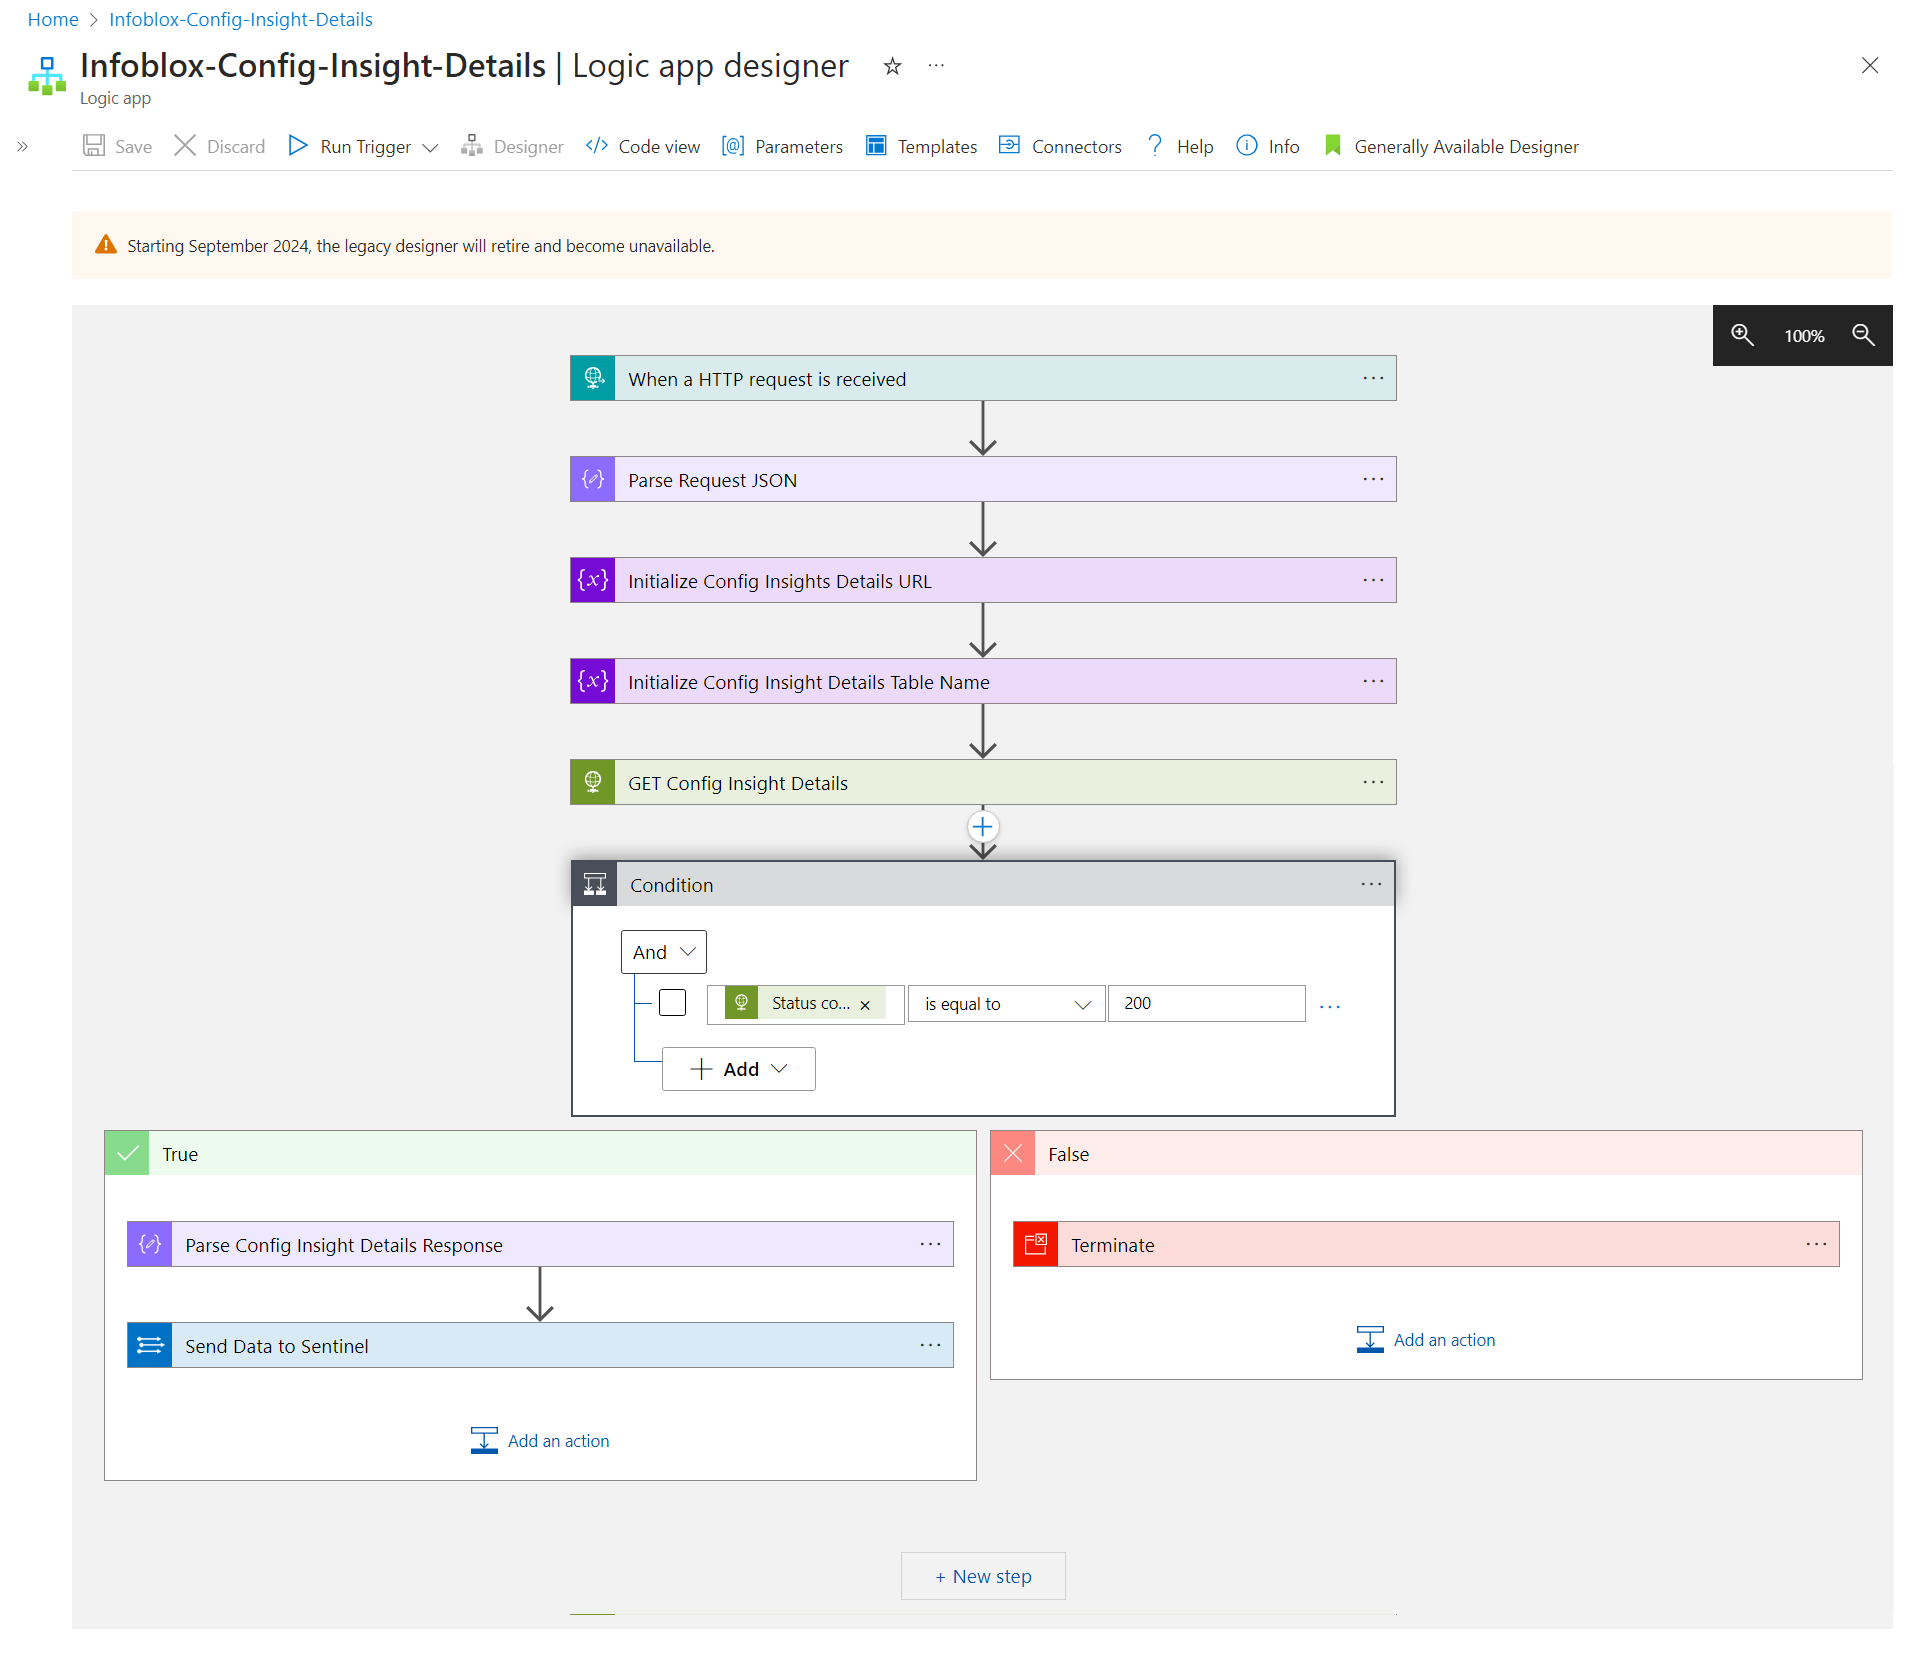 Home > Infoblox-Config-Insight-Details
Infoblox-Config-Insight-Details | Logic app designer
Logic app
Save Discard Run Trigger Designer Code view Parameters Templates Connectors Help Info Generally Available Designer
Starting September 2024, the legacy designer will retire and become unavailable.
100%
When a HTTP request is received
Parse Request JSON
Initialize Config Insights Details URL
Initialize Config Insight Details Table Name
GET Config Insight Details
Condition
And
Status co... × is equal to 200
+ Add
True
Parse Config Insight Details Response
Send Data to Sentinel
Add an action
False
Terminate
Add an action
+ New step